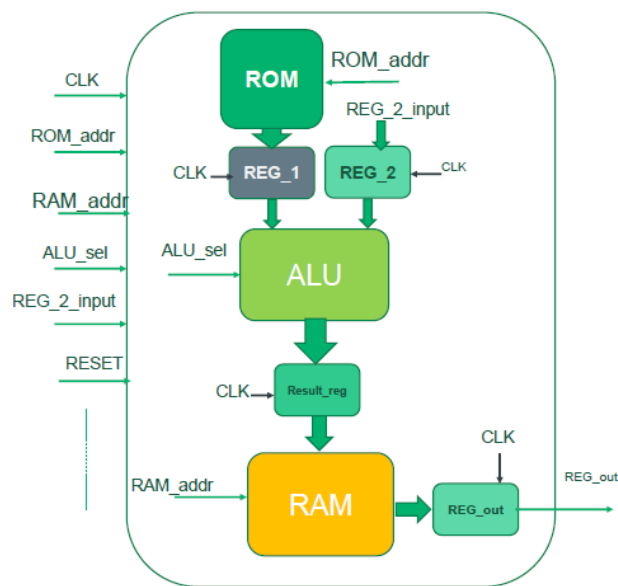 CLK
ROM_addr
RAM_addr
ALU_sel
REG_2_input
RESET
ROM
ROM_addr
REG_2_input
CLK
REG_1
REG_2
CLK
ALU_sel
ALU
CLK
Result_reg
RAM_addr
RAM
CLK
REG_out
REG_out